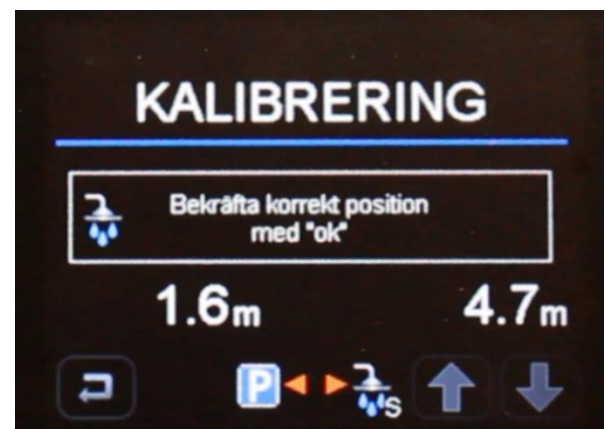 KALIBRERING
Bekräfta korrekt position
med "ok"
1.6m 4.7m
P S